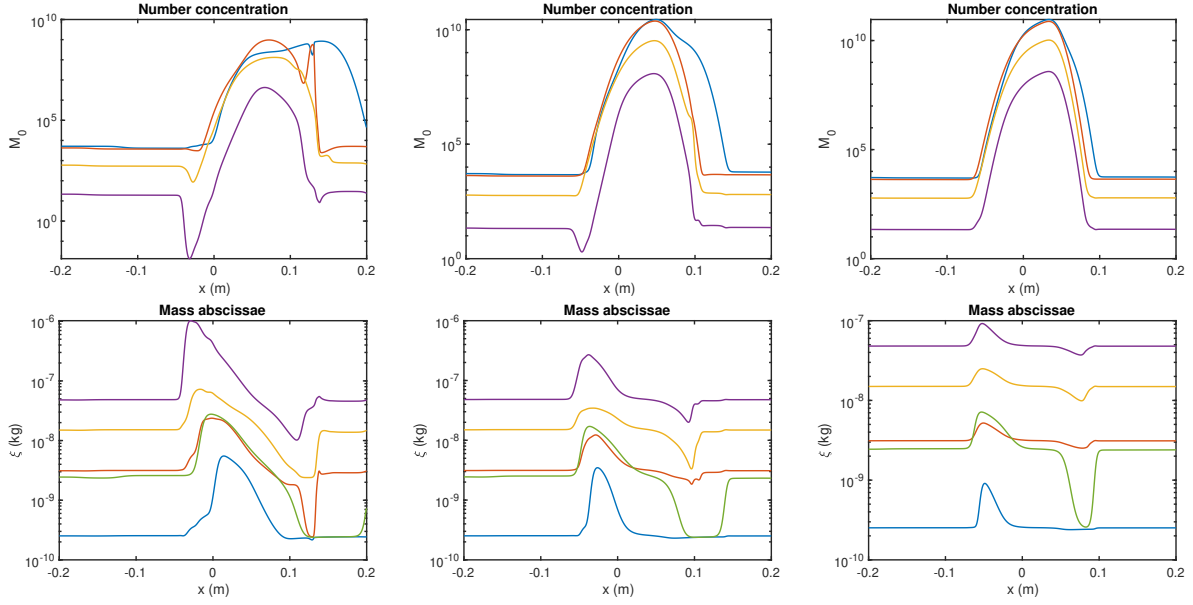 Number concentration
10^10
10^5
10^0
M_0
-0.2 -0.1 0 0.1 0.2
x (m)
Number concentration
10^10
10^5
10^0
M_0
-0.2 -0.1 0 0.1 0.2
x (m)
Number concentration
10^10
10^5
10^0
M_0
-0.2 -0.1 0 0.1 0.2
x (m)
Mass abscissae
10^-6
10^-7
10^-8
10^-9
10^-10
ξ (kg)
-0.2 -0.1 0 0.1 0.2
x (m)
Mass abscissae
10^-6
10^-7
10^-8
10^-9
10^-10
ξ (kg)
-0.2 -0.1 0 0.1 0.2
x (m)
Mass abscissae
10^-7
10^-8
10^-9
10^-10
ξ (kg)
-0.2 -0.1 0 0.1 0.2
x (m)